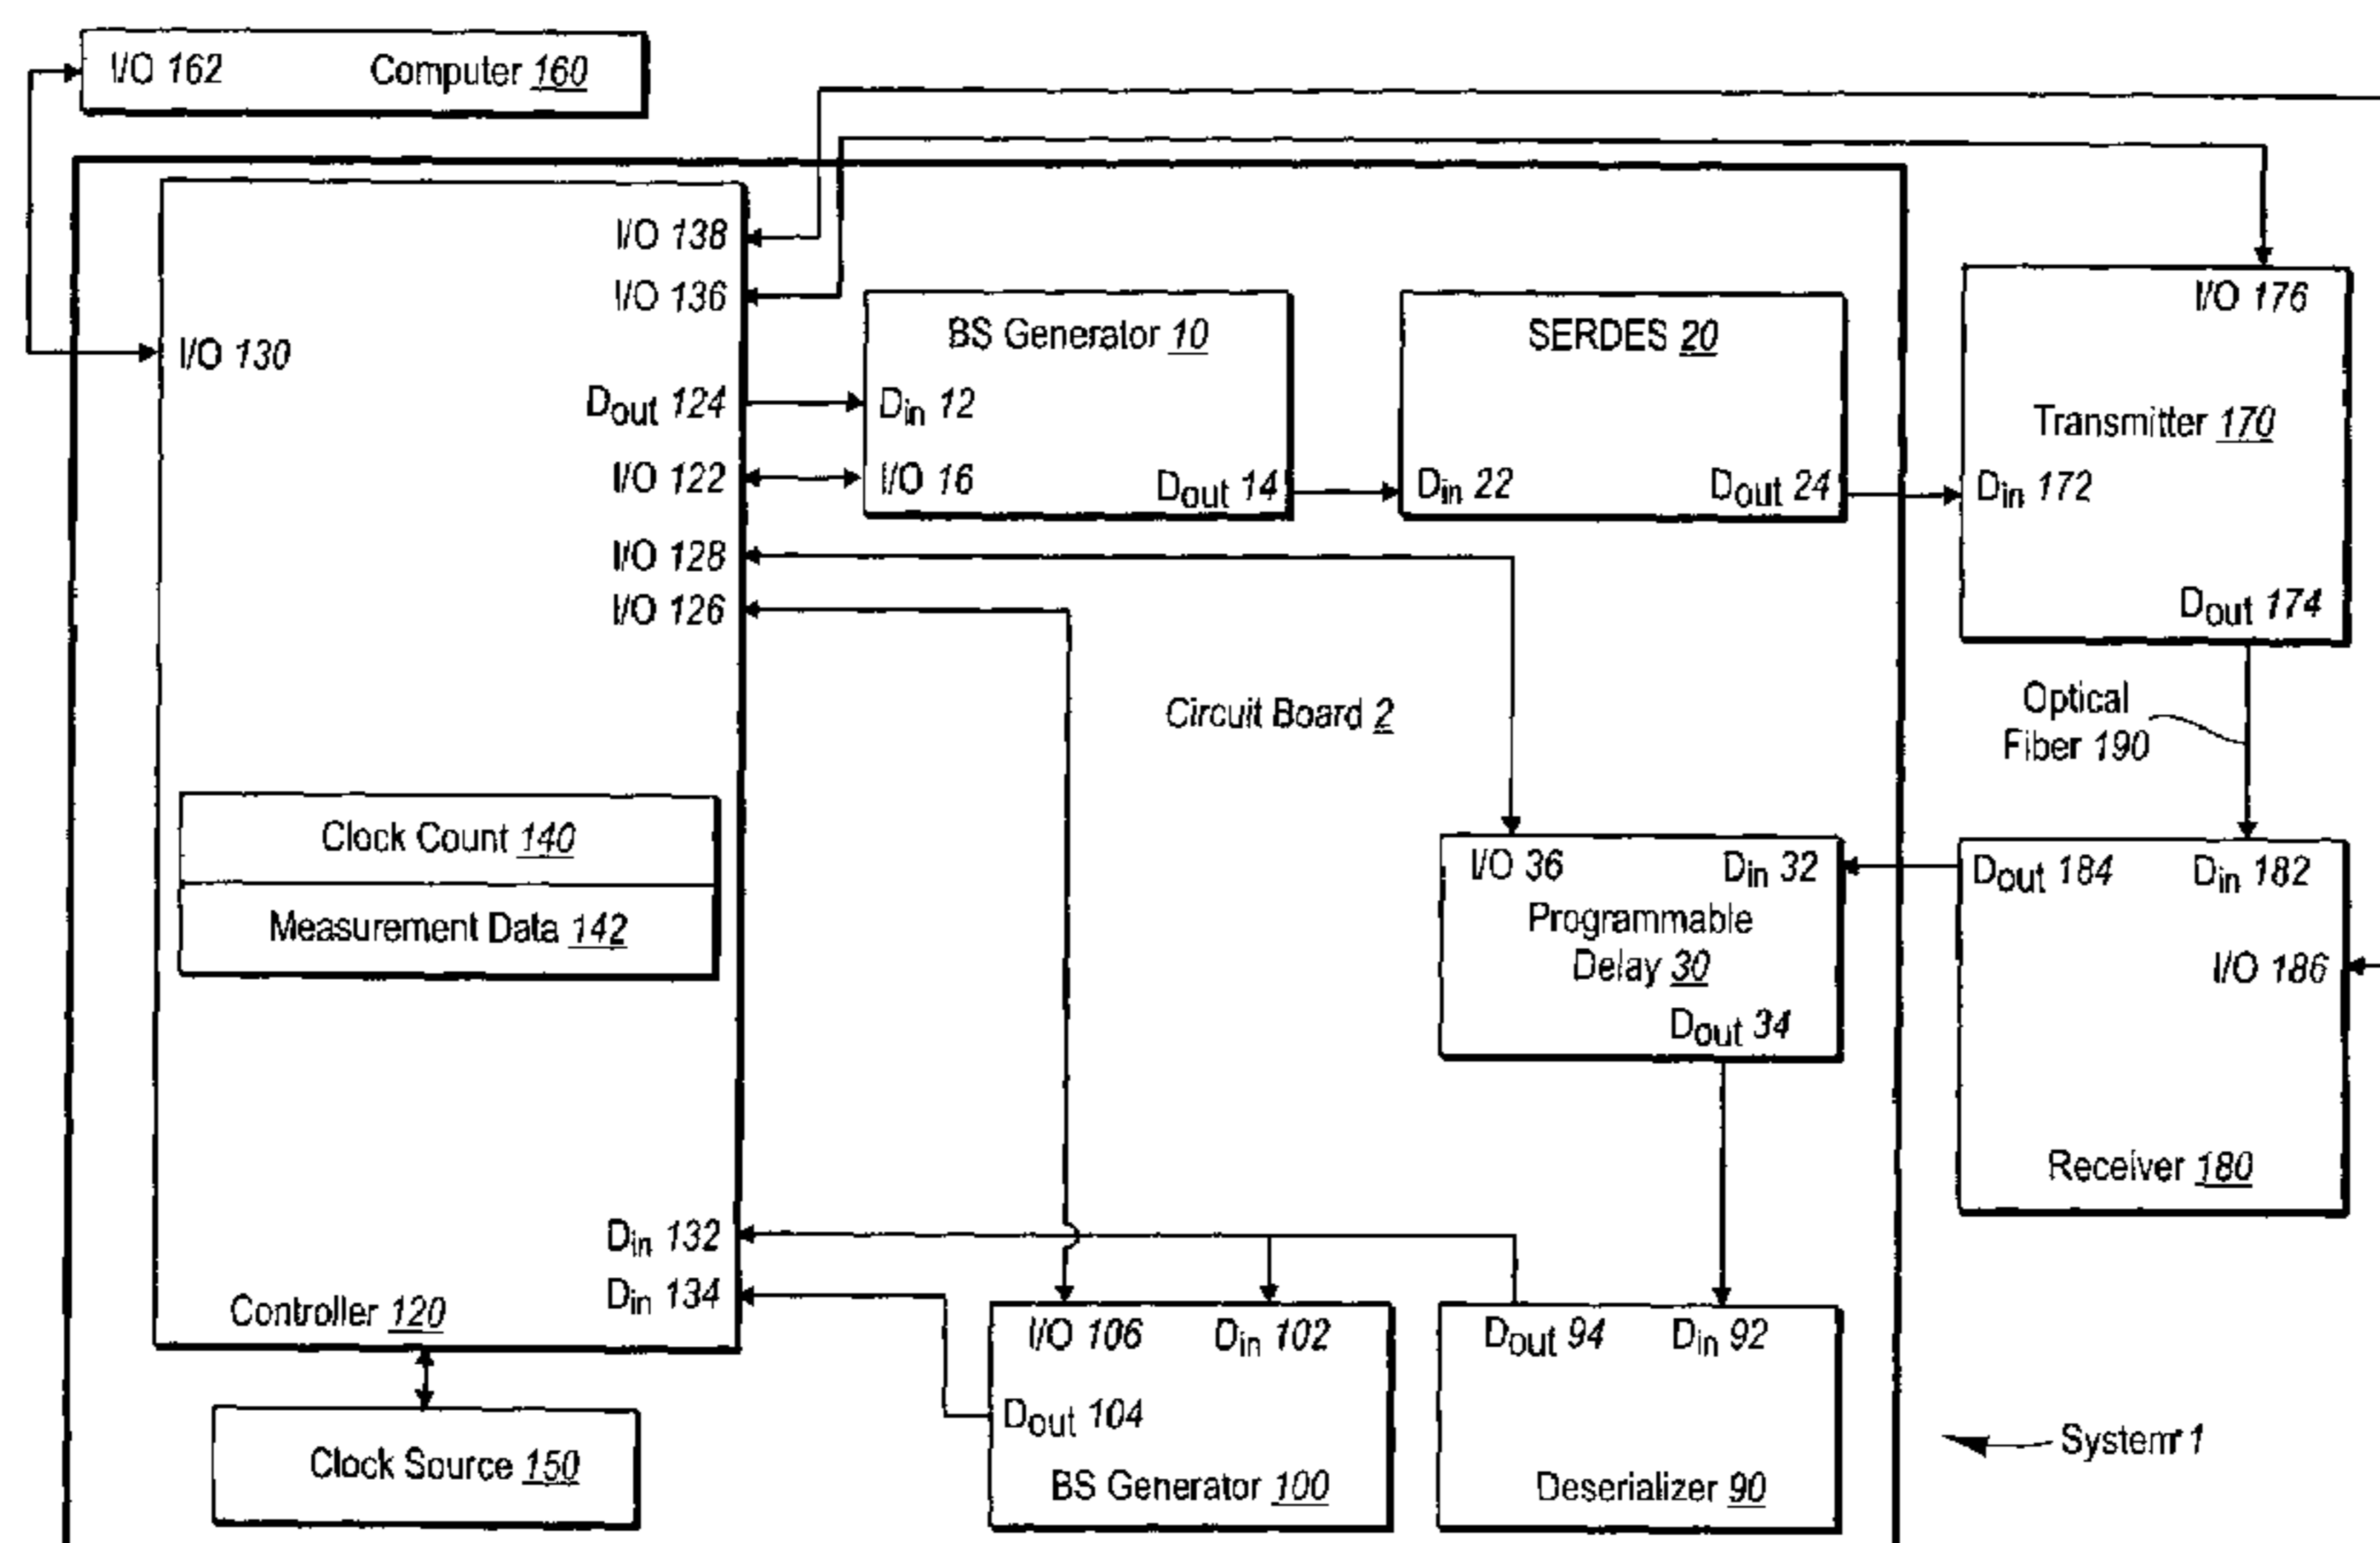 I/O 162 Computer 160
I/O 138
I/O 136
I/O 130
Dout 124
I/O 122
I/O 128
I/O 126
Clock Count 140
Measurement Data 142
Din 132
Din 134
Controller 120
Clock Source 150
BS Generator 10
Din 12
I/O 16
Dout 14
SERDES 20
Din 22
Dout 24
I/O 176
Transmitter 170
Din 172
Dout 174
Circuit Board 2
Optical
Fiber 190
I/O 36
Din 32
Programmable
Delay 30
Dout 34
Dout 184
Din 182
I/O 186
Receiver 180
I/O 106
Din 102
Dout 104
BS Generator 100
Dout 94
Din 92
Deserializer 90
System 1